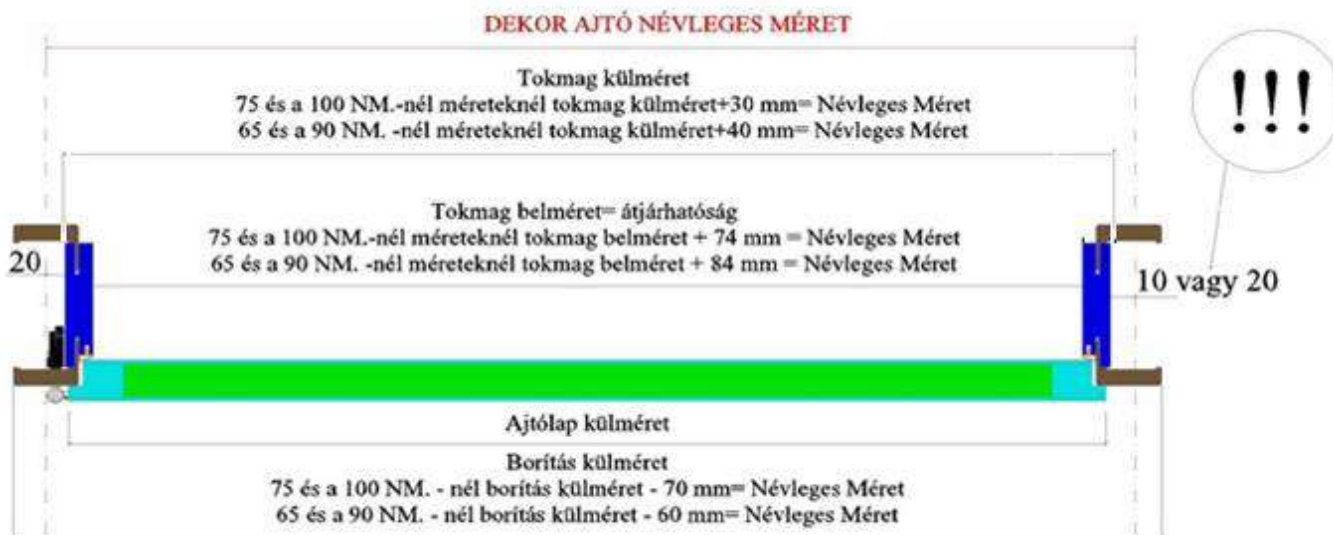 DEKOR AJTÓ NÉVLEGES MÉRET
Tokmag külméret
75 és a 100 NM.-nél méreteknél tokmag külméret+30 mm= Névleges Méret
65 és a 90 NM. -nél méreteknél tokmag külméret+40 mm= Névleges Méret
!!!
Tokmag belméret= átjárhatóság
75 és a 100 NM.-nél méreteknél tokmag belméret + 74 mm = Névleges Méret
65 és a 90 NM. -nél méreteknél tokmag belméret + 84 mm = Névleges Méret
20
10 vagy 20
Ajtólap külméret
Borítás külméret
75 és a 100 NM. - nél borítás külméret - 70 mm= Névleges Méret
65 és a 90 NM. - nél borítás külméret - 60 mm= Névleges Méret